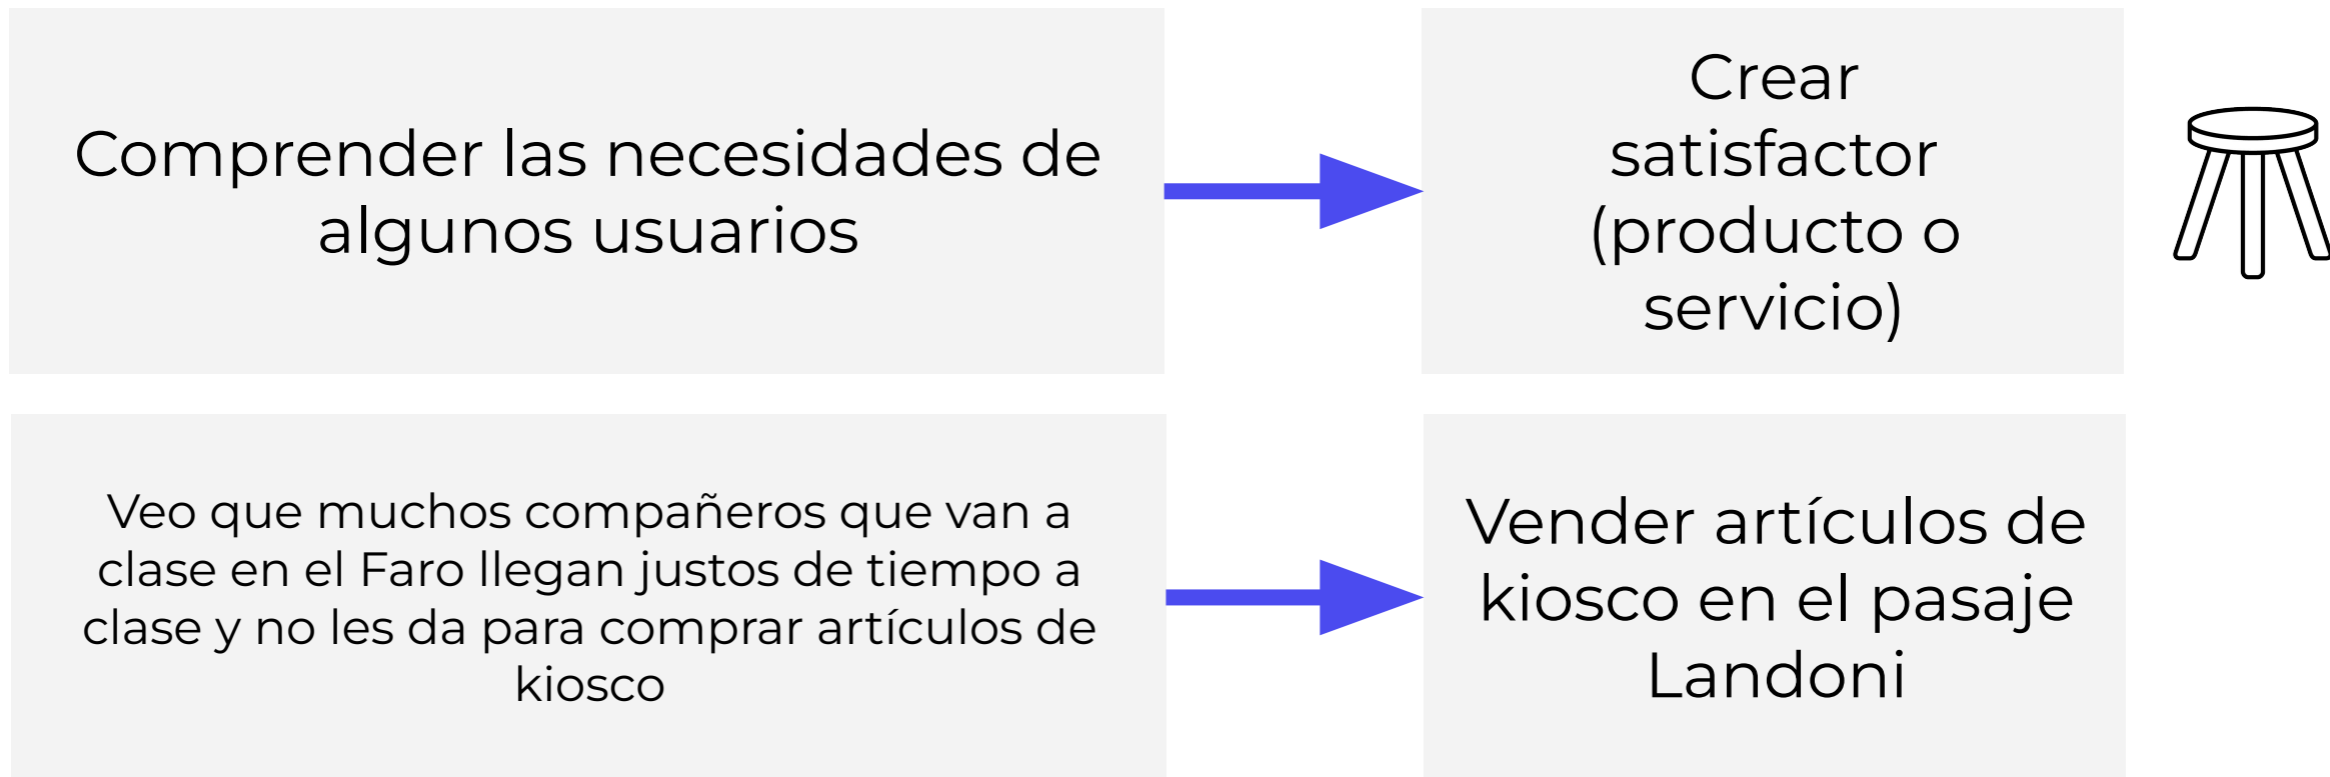 Comprender las necesidades de
algunos usuarios
Crear
satisfactor
(producto o
servicio)
Veo que muchos compañeros que van a
clase en el Faro llegan justos de tiempo a
clase y no les da para comprar artículos de
kiosco
Vender artículos de
kiosco en el pasaje
Landoni